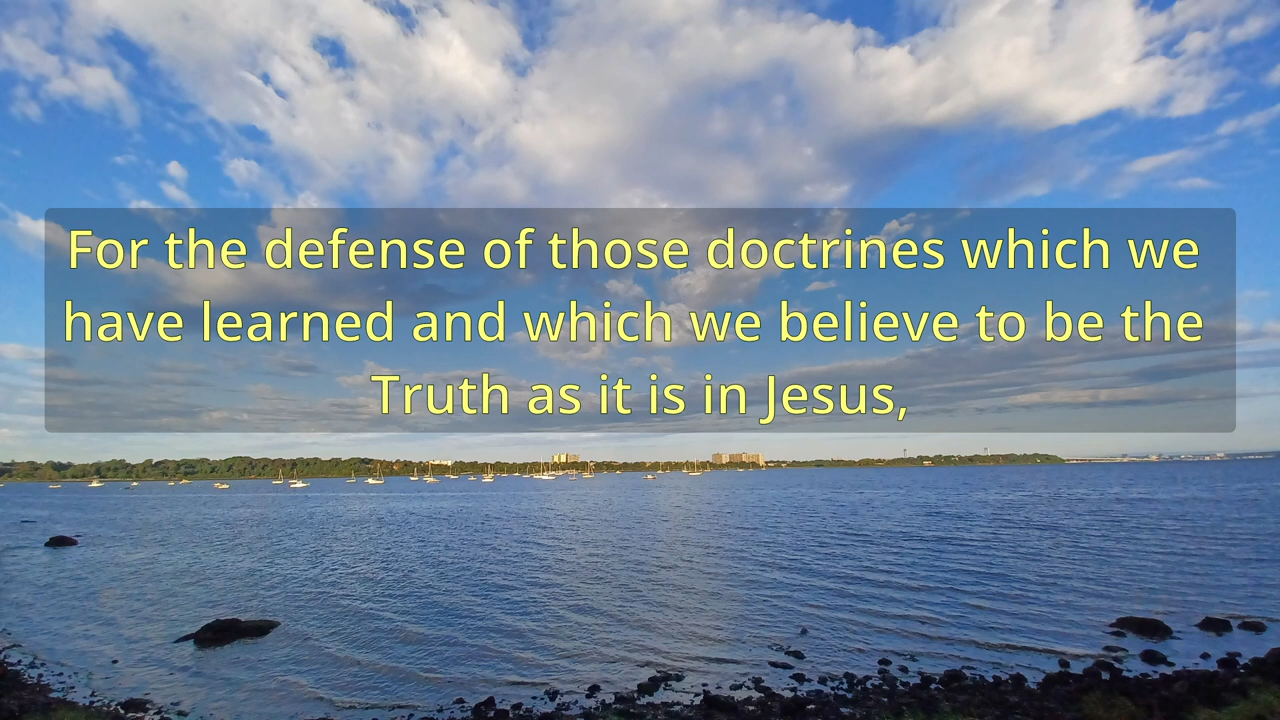 For the defense of those doctrines which we
have learned and which we believe to be the
Truth as it is in Jesus,